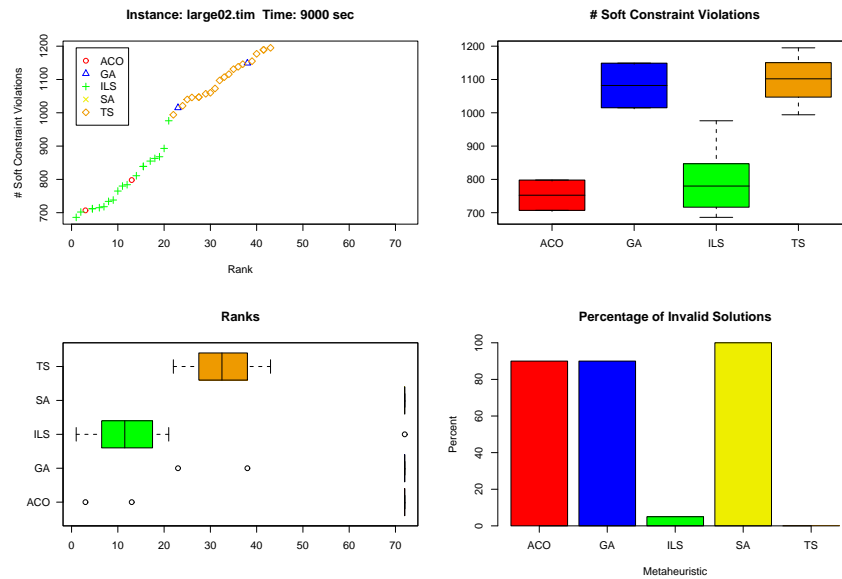 Instance: large02.tim  Time: 9000 sec
# Soft Constraint Violations
1200
1100
1000
900
800
700
ACO
GA
ILS
SA
TS
0
10
20
30
40
50
60
70
Rank
# Soft Constraint Violations
1200
1100
1000
900
800
700
ACO
GA
ILS
TS
Ranks
TS
SA
ILS
GA
ACO
0
10
20
30
40
50
60
70
Percentage of Invalid Solutions
Percent
100
80
60
40
20
0
ACO
GA
ILS
SA
TS
Metaheuristic